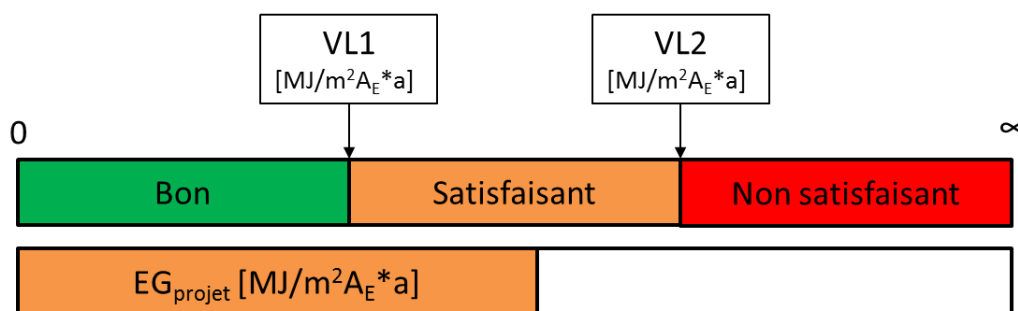 VL1
[MJ/m²A_E*a]
VL2
[MJ/m²A_E*a]
0
∞
Bon
Satisfaisant
Non satisfaisant
EG_projet [MJ/m²A_E*a]